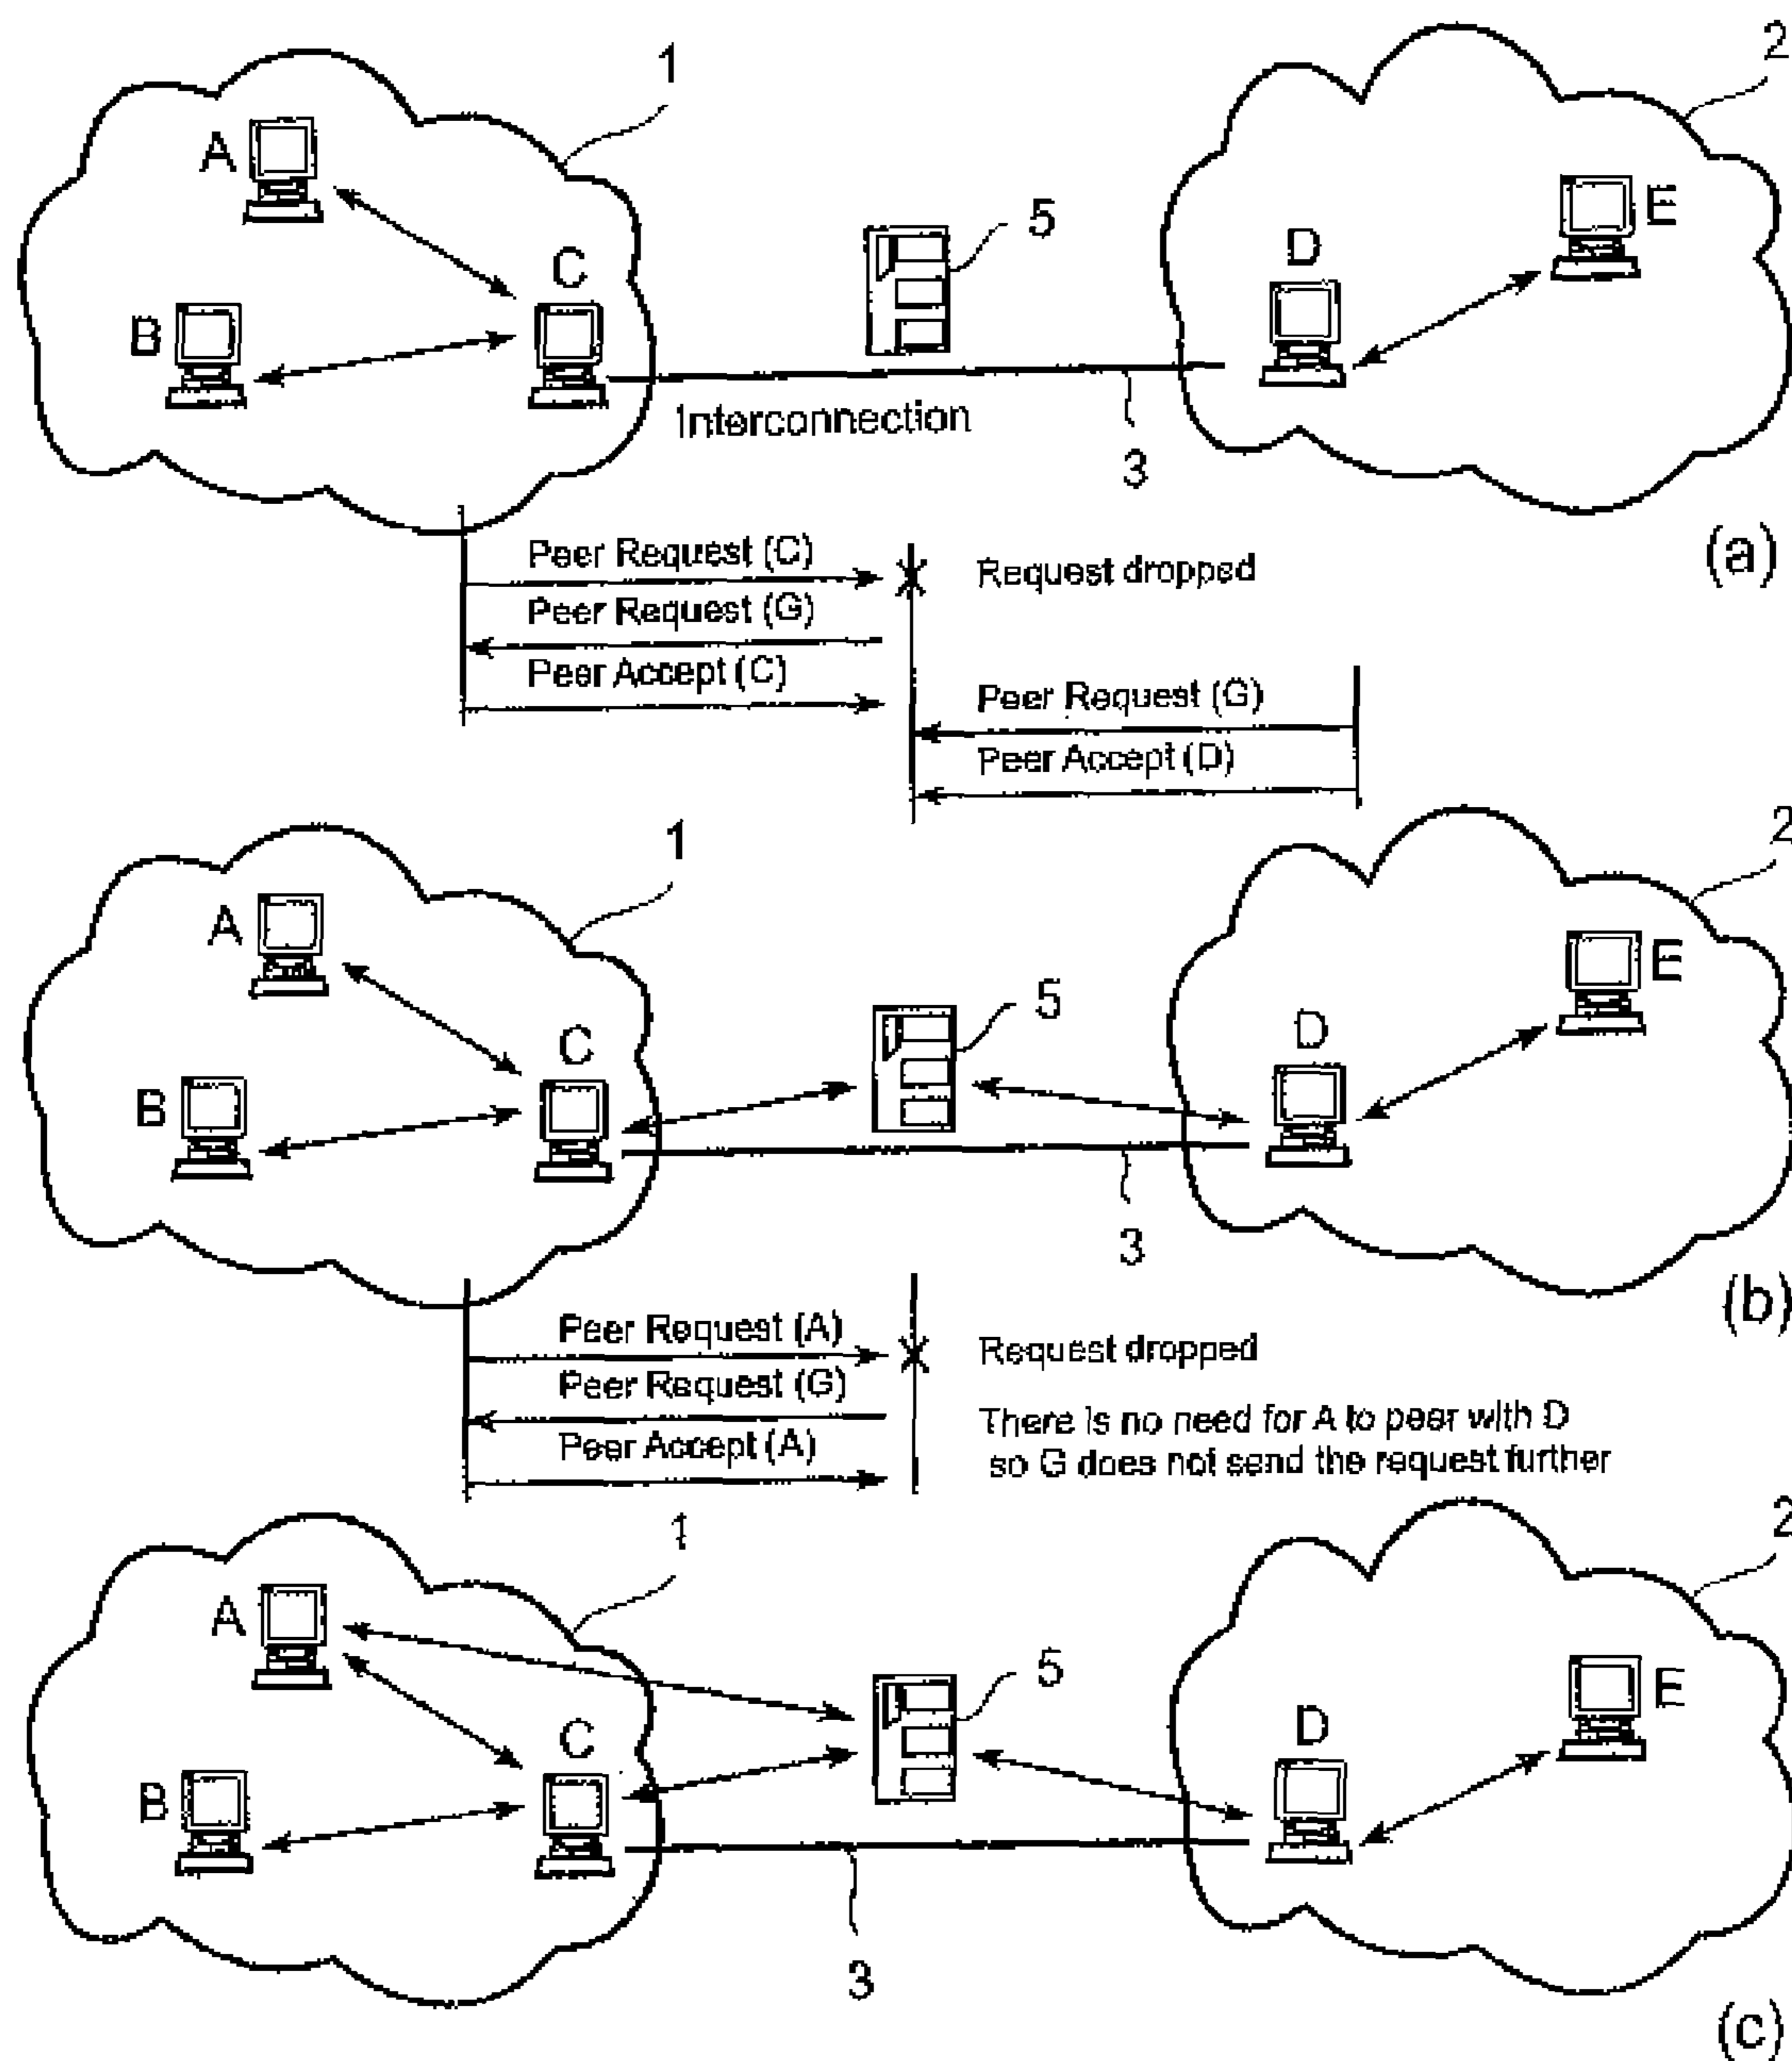 1
2
A
5
E
C
D
B
Interconnection
3
(a)
Peer Request (C)
Request dropped
Peer Request (G)
Peer Accept (C)
Peer Request (G)
Peer Accept (D)
1
2
A
E
5
C
D
B
3
(b)
Peer Request (A)
Request dropped
Peer Request (G)
There is no need for A to peer with D
so G does not send the request further
Peer Accept (A)
1
2
A
5
E
C
D
B
3
(c)